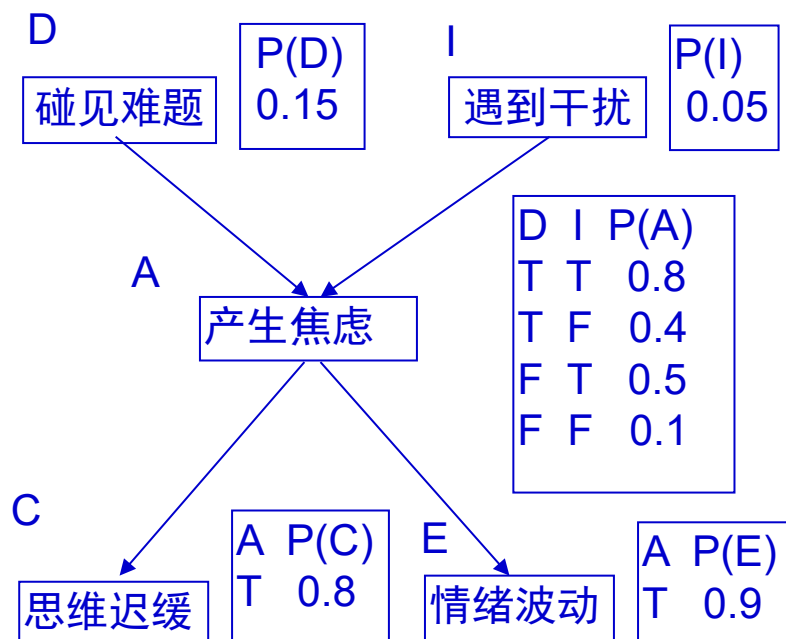 D
P(D)
0.15
碰见难题
I
P(I)
0.05
遇到干扰
A
产生焦虑
D I P(A)
T T 0.8
T F 0.4
F T 0.5
F F 0.1
C
A P(C)
T 0.8
思维迟缓
E
A P(E)
T 0.9
情绪波动